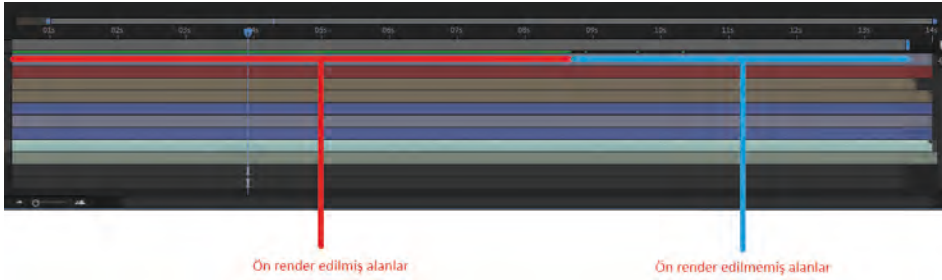 01s 02s 03s 04s 05s 06s 07s 08s 09s 10s 11s 12s 13s 14s
Ön render edilmiş alanlar
Ön render edilmemiş alanlar